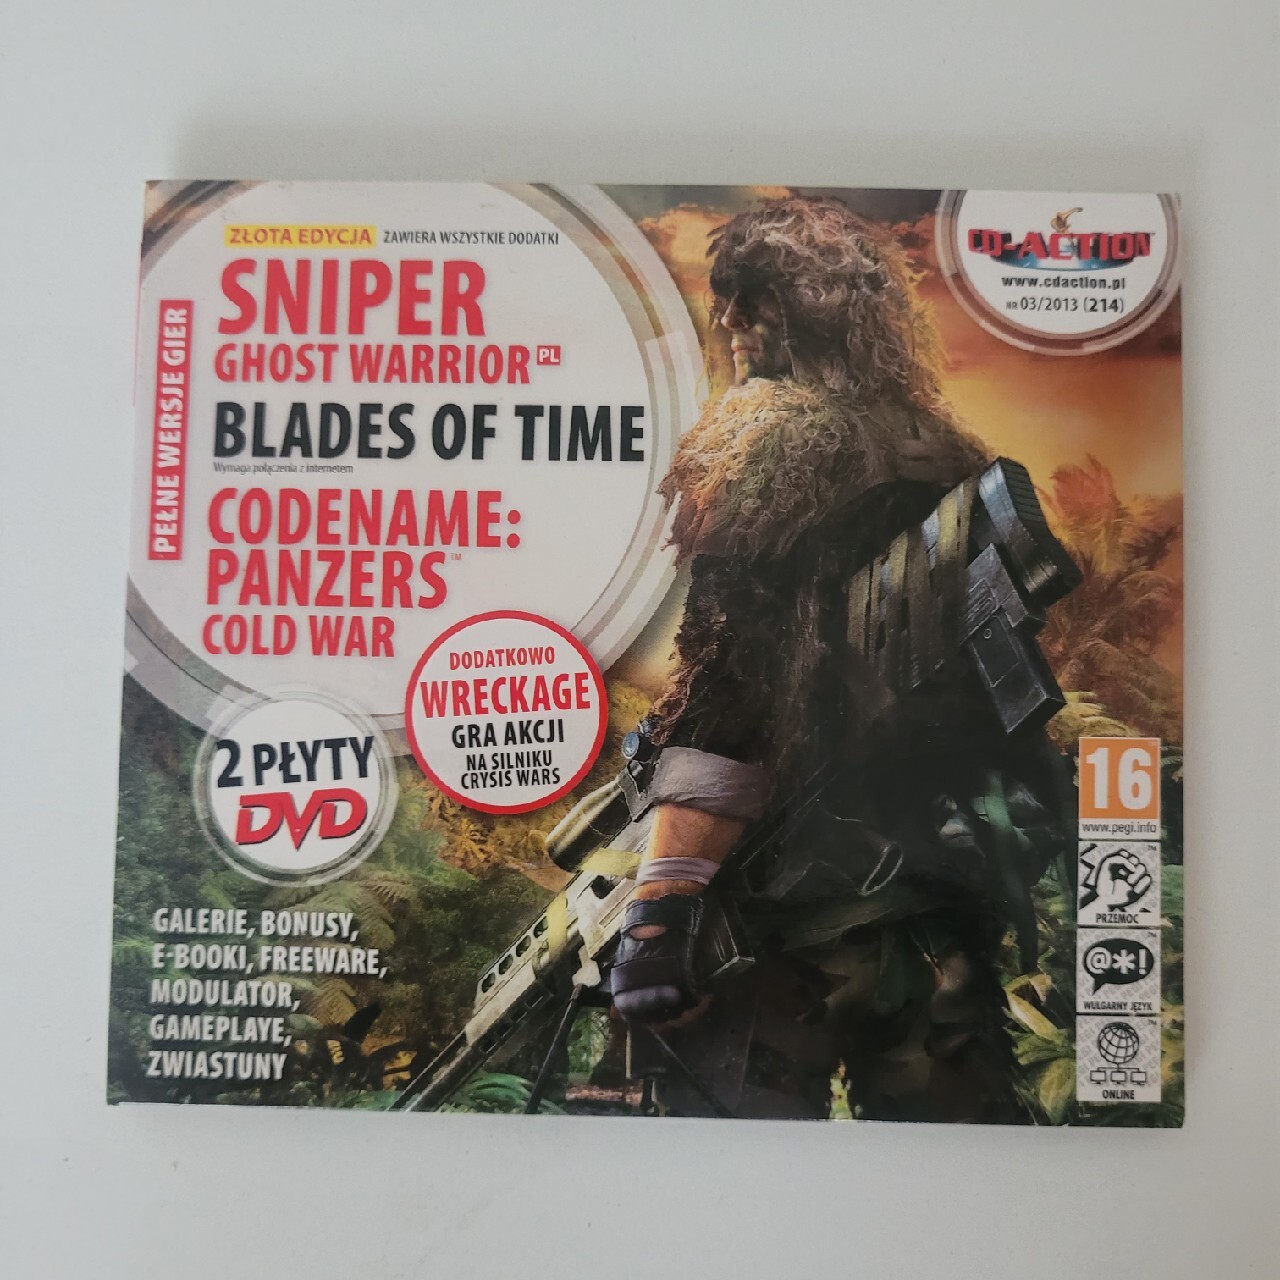 ZŁOTA EDYCJA ZAWIERA WSZYSTKIE DODATKI
SNIPER
GHOST WARRIOR PL
BLADES OF TIME
Wymaga połączenia z internetem
CODENAME:
PANZERS™
COLD WAR
PEŁNE WERSJE GIER
DODATKOWO
WRECKAGE
GRA AKCJI
NA SILNIKU
CRYSIS WARS
2 PŁYTY
DVD
GALERIE, BONUSY,
E-BOOKI, FREEWARE,
MODULATOR,
GAMEPLAYE,
ZWIASTUNY
CD-ACTION
www.cdaction.pl
NR 03/2013 (214)
16
www.pegi.info
PRZEMOC
@*!
WULGARNY JĘZYK
ONLINE